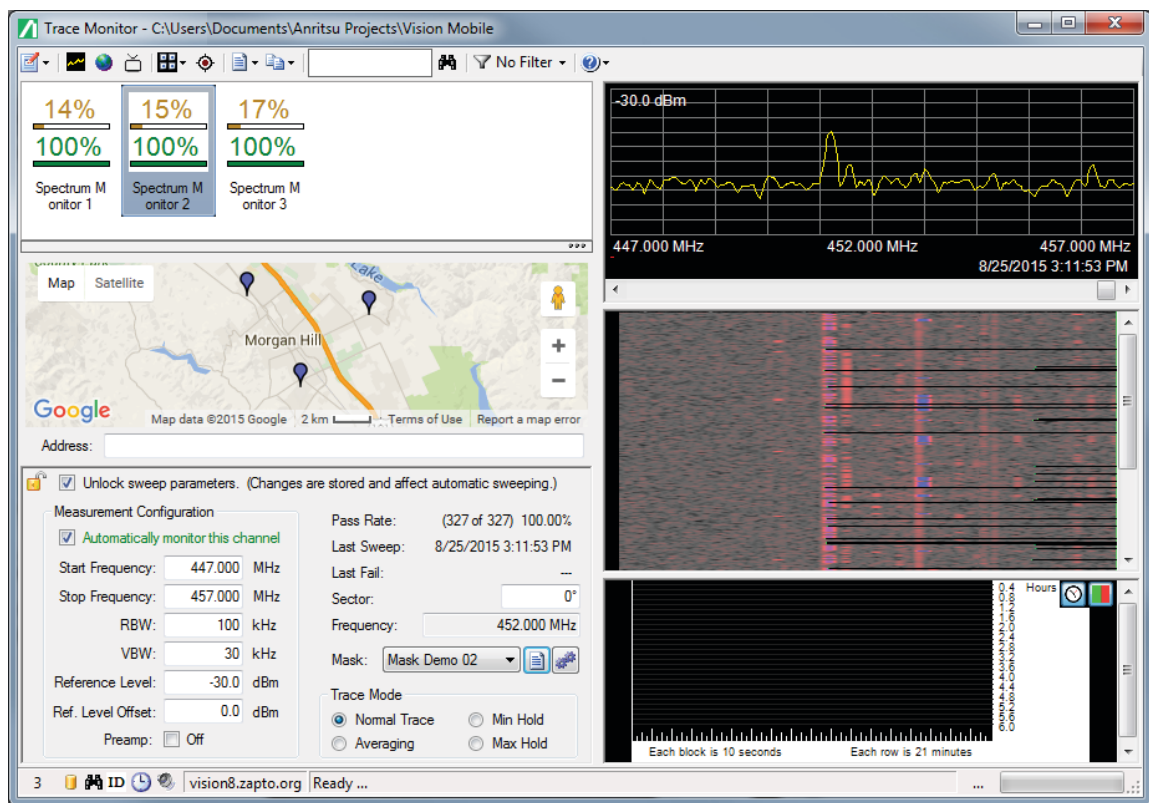 Trace Monitor - C:\Users\Documents\Anritsu Projects\Vision Mobile
No Filter
14%
100%
Spectrum M
onitor 1
15%
100%
Spectrum M
onitor 2
17%
100%
Spectrum M
onitor 3
-30.0 dBm
447.000 MHz 452.000 MHz 457.000 MHz
8/25/2015 3:11:53 PM
Map Satellite
Lake
Morgan Hill
Google
Map data ©2015 Google 2 km Terms of Use Report a map error
Address:
Unlock sweep parameters. (Changes are stored and affect automatic sweeping.)
Measurement Configuration
Automatically monitor this channel
Start Frequency: 447.000 MHz
Stop Frequency: 457.000 MHz
RBW: 100 kHz
VBW: 30 kHz
Reference Level: -30.0 dBm
Ref. Level Offset: 0.0 dBm
Preamp: Off
Pass Rate: (327 of 327) 100.00%
Last Sweep: 8/25/2015 3:11:53 PM
Last Fail: ---
Sector: 0°
Frequency: 452.000 MHz
Mask: Mask Demo 02
Trace Mode
Normal Trace Min Hold
Averaging Max Hold
0.4 Hours
0.8
1.2
1.6
2.0
2.4
2.8
3.2
3.6
4.0
4.4
4.8
5.2
5.6
6.0
Each block is 10 seconds Each row is 21 minutes
3 ID vision8.zapto.org Ready ... ...